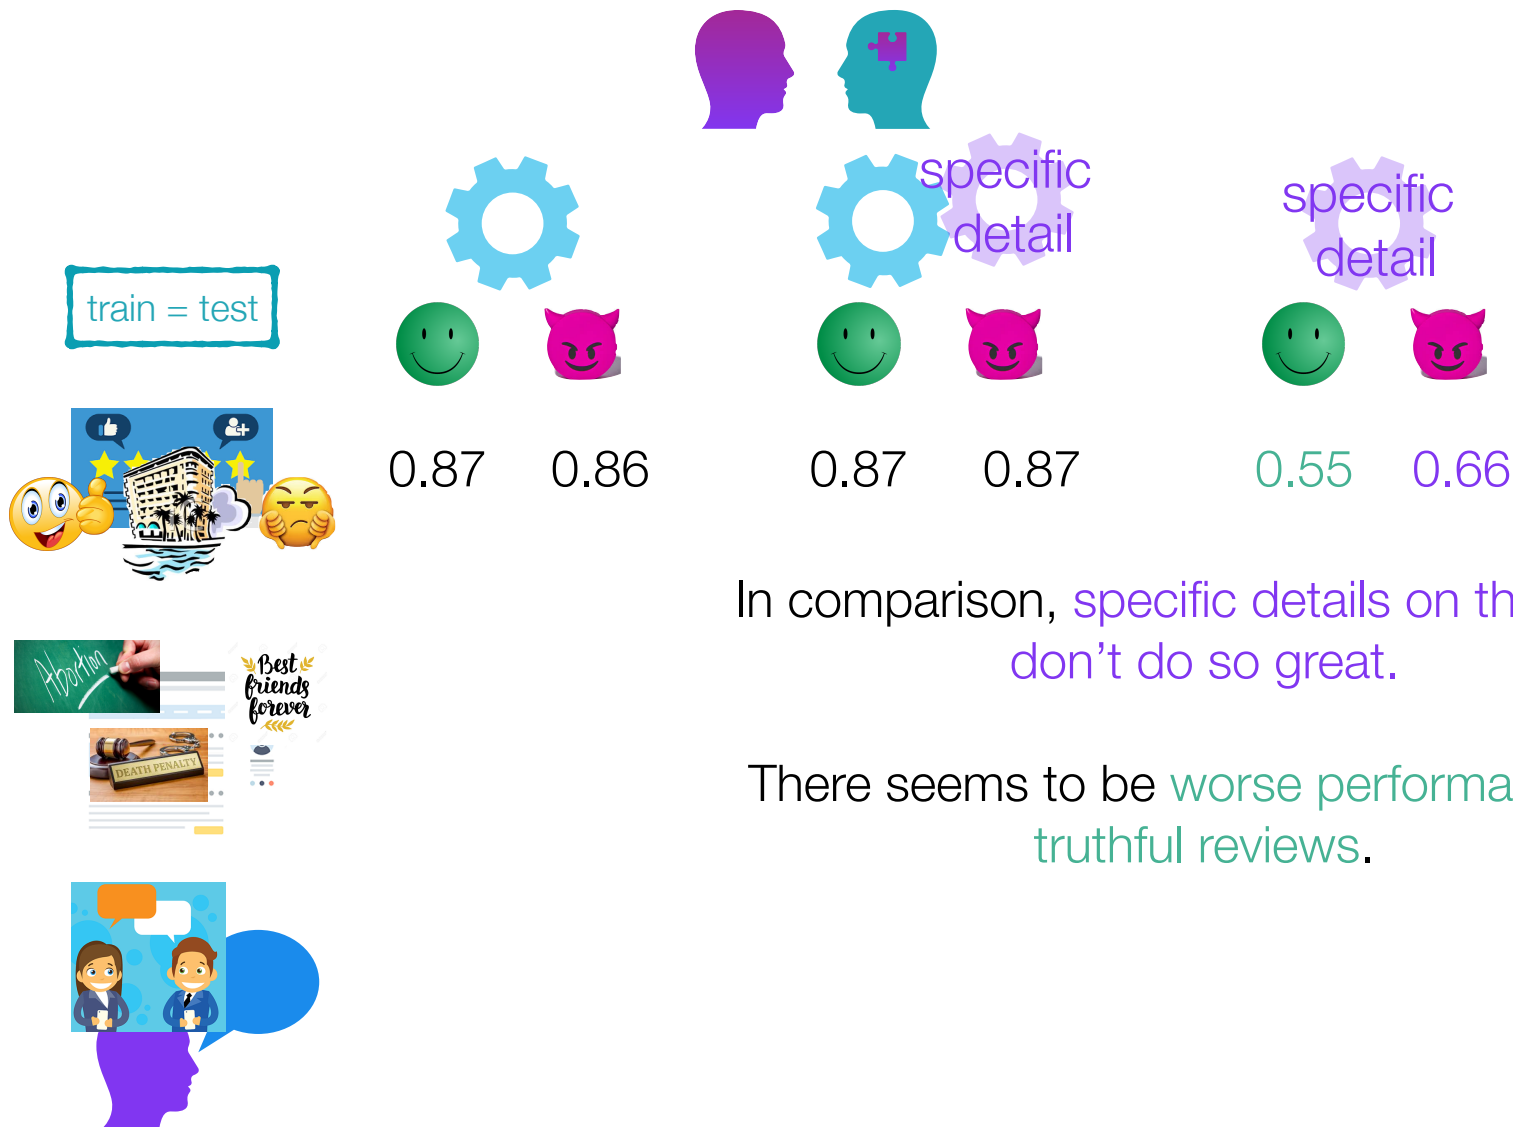 specific
detail
specific
detail
train = test
0.87 0.86 0.87 0.87 0.55 0.66
In comparison, specific details on th
don't do so great.
Abortion
Best
friends
forever
DEATH PENALTY
There seems to be worse performa
truthful reviews.